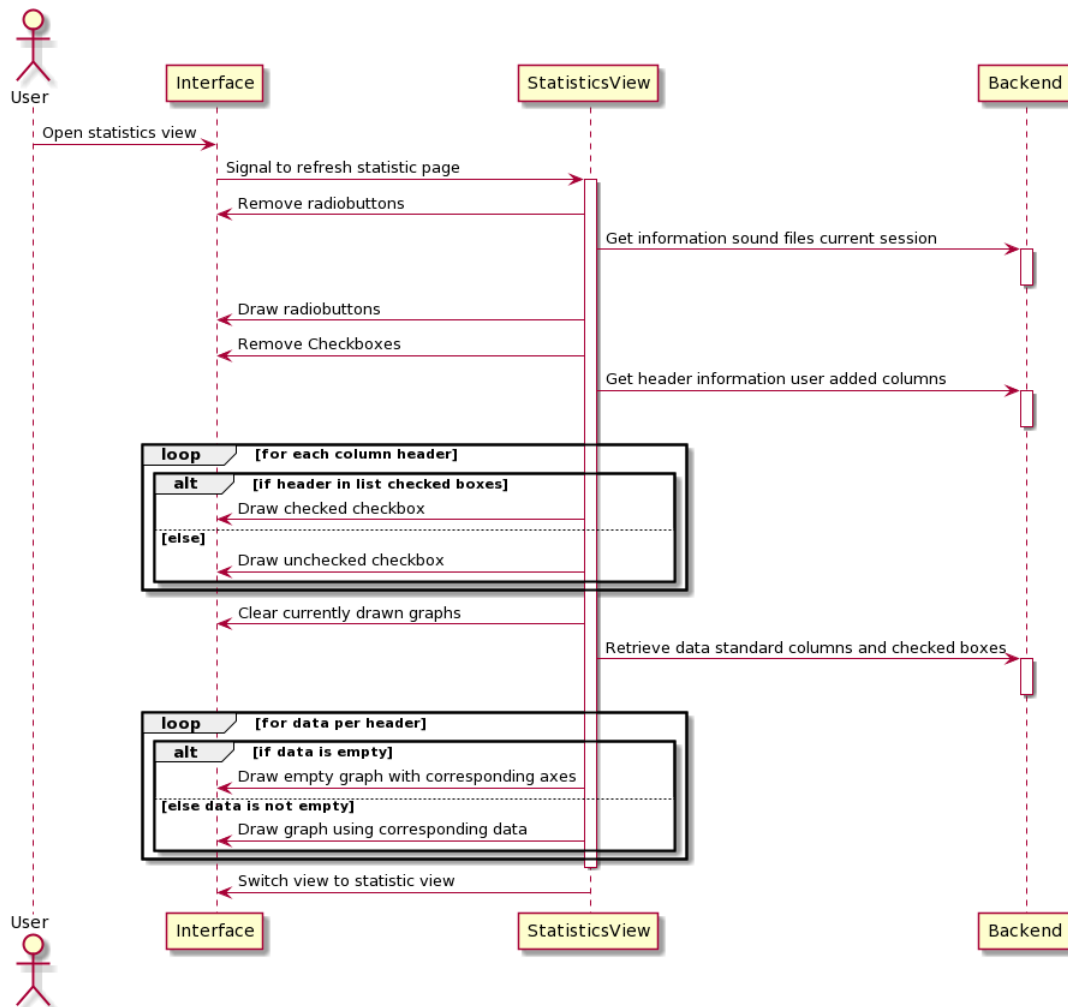 User
Interface
StatisticsView
Backend
Open statistics view
Signal to refresh statistic page
Remove radiobuttons
Get information sound files current session
Draw radiobuttons
Remove Checkboxes
Get header information user added columns
loop [for each column header]
alt [if header in list checked boxes]
Draw checked checkbox
[else]
Draw unchecked checkbox
Clear currently drawn graphs
Retrieve data standard columns and checked boxes
loop [for data per header]
alt [if data is empty]
Draw empty graph with corresponding axes
[else data is not empty]
Draw graph using corresponding data
Switch view to statistic view
User
Interface
StatisticsView
Backend